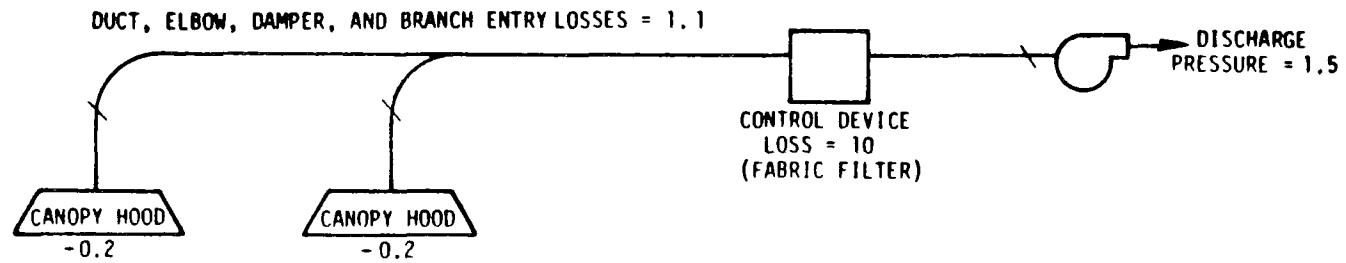 DUCT, ELBOW, DAMPER, AND BRANCH ENTRY LOSSES = 1.1
DISCHARGE
PRESSURE = 1.5
CONTROL DEVICE
LOSS = 10
(FABRIC FILTER)
CANOPY HOOD
-0.2
CANOPY HOOD
-0.2